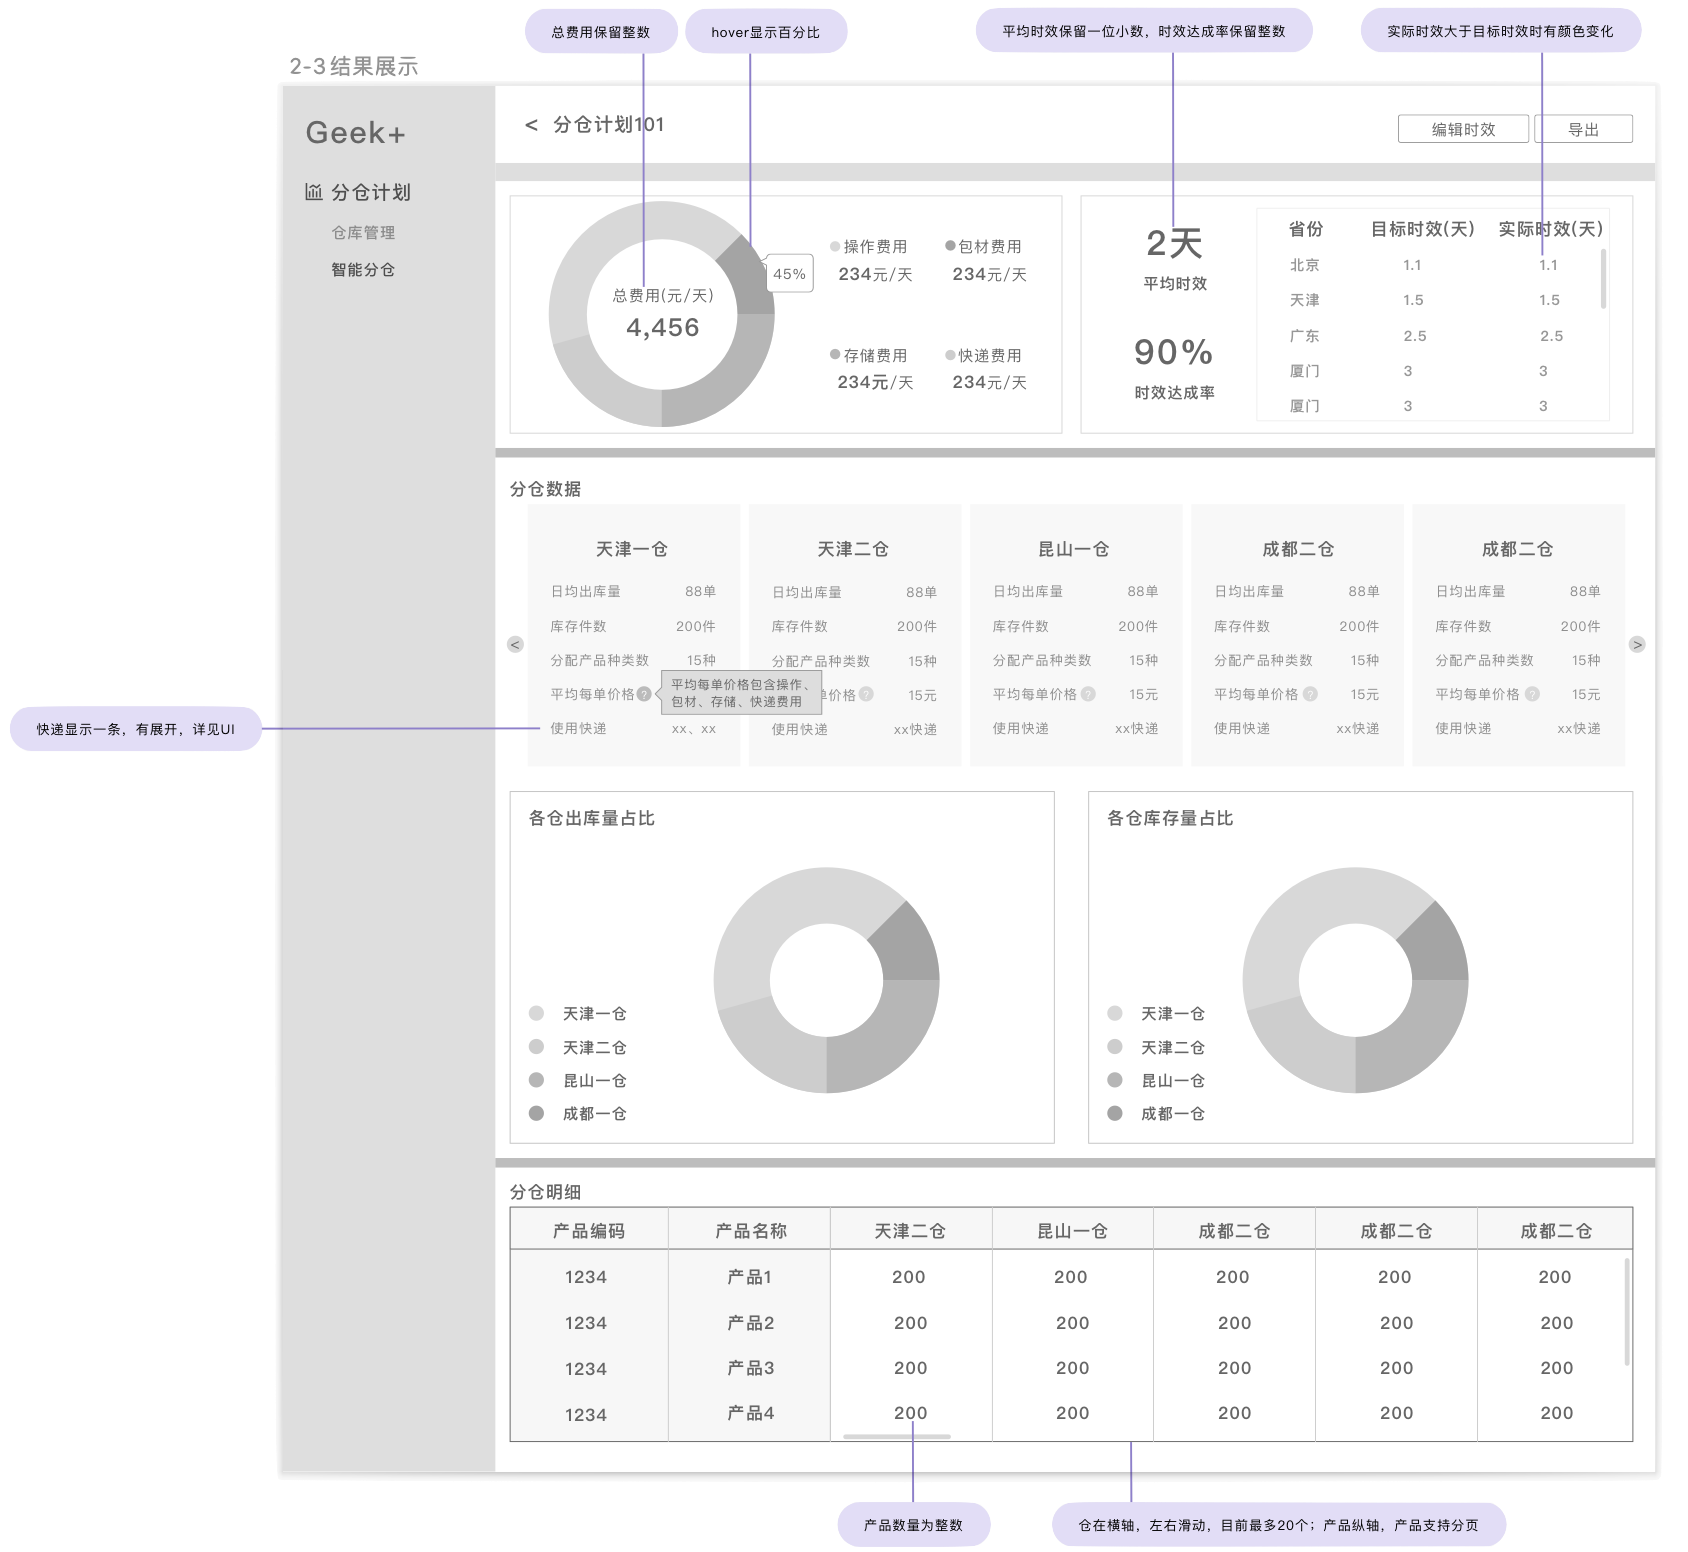 总费用保留整数
hover显示百分比
平均时效保留一位小数，时效达成率保留整数
实际时效大于目标时效时有颜色变化
2-3结果展示
Geek+
分仓计划
仓库管理
智能分仓
< 分仓计划101
编辑时效
导出
总费用(元/天)
4,456
45%
操作费用
234元/天
包材费用
234元/天
存储费用
234元/天
快递费用
234元/天
2天
平均时效
90%
时效达成率
省份 目标时效(天) 实际时效(天)
北京 1.1 1.1
天津 1.5 1.5
广东 2.5 2.5
厦门 3 3
厦门 3 3
分仓数据
<
天津一仓
日均出库量 88单
库存件数 200件
分配产品种类数 15种
平均每单价格 ?
平均每单价格包含操作、
包材、存储、快递费用
使用快递 xx、xx
天津二仓
日均出库量 88单
库存件数 200件
分配产品种类数 15种
单价格 ? 15元
使用快递 xx快递
昆山一仓
日均出库量 88单
库存件数 200件
分配产品种类数 15种
平均每单价格 ? 15元
使用快递 xx快递
成都二仓
日均出库量 88单
库存件数 200件
分配产品种类数 15种
平均每单价格 ? 15元
使用快递 xx快递
成都二仓
日均出库量 88单
库存件数 200件
分配产品种类数 15种
平均每单价格 ? 15元
使用快递 xx快递
>
快递显示一条，有展开，详见UI
各仓出库量占比
天津一仓
天津二仓
昆山一仓
成都一仓
各仓库存量占比
天津一仓
天津二仓
昆山一仓
成都一仓
分仓明细
产品编码 产品名称 天津二仓 昆山一仓 成都二仓 成都二仓 成都二仓
1234 产品1 200 200 200 200 200
1234 产品2 200 200 200 200 200
1234 产品3 200 200 200 200 200
1234 产品4 200 200 200 200 200
产品数量为整数
仓在横轴，左右滑动，目前最多20个；产品纵轴，产品支持分页